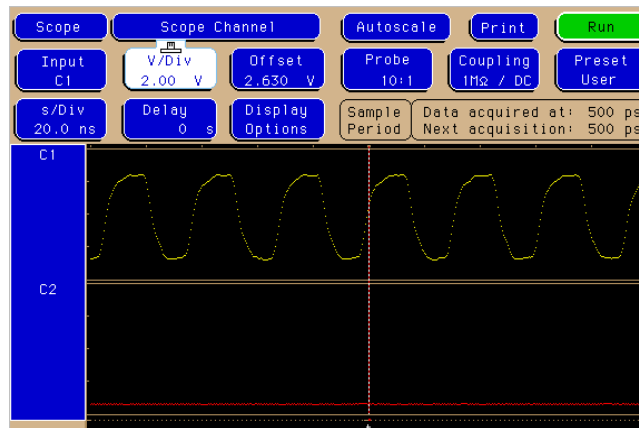 Scope
Scope Channel
Autoscale
Print
Run
Input
C1
V/Div
2.00 V
Offset
2.630 V
Probe
10:1
Coupling
1MΩ / DC
Preset
User
s/Div
20.0 ns
Delay
0 s
Display
Options
Sample
Period
Data acquired at: 500 ps
Next acquisition: 500 ps
C1
C2